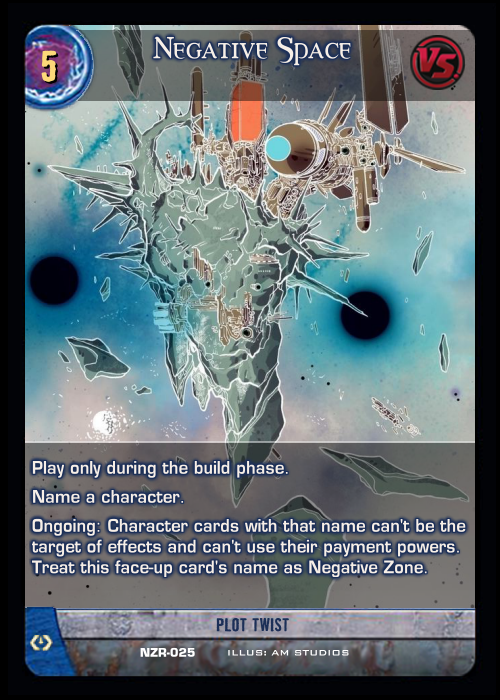 5
Negative Space
VS
Play only during the build phase.
Name a character.
Ongoing: Character cards with that name can't be the
target of effects and can't use their payment powers.
Treat this face-up card's name as Negative Zone.
PLOT TWIST
NZR-025 ILLUS: AM STUDIOS